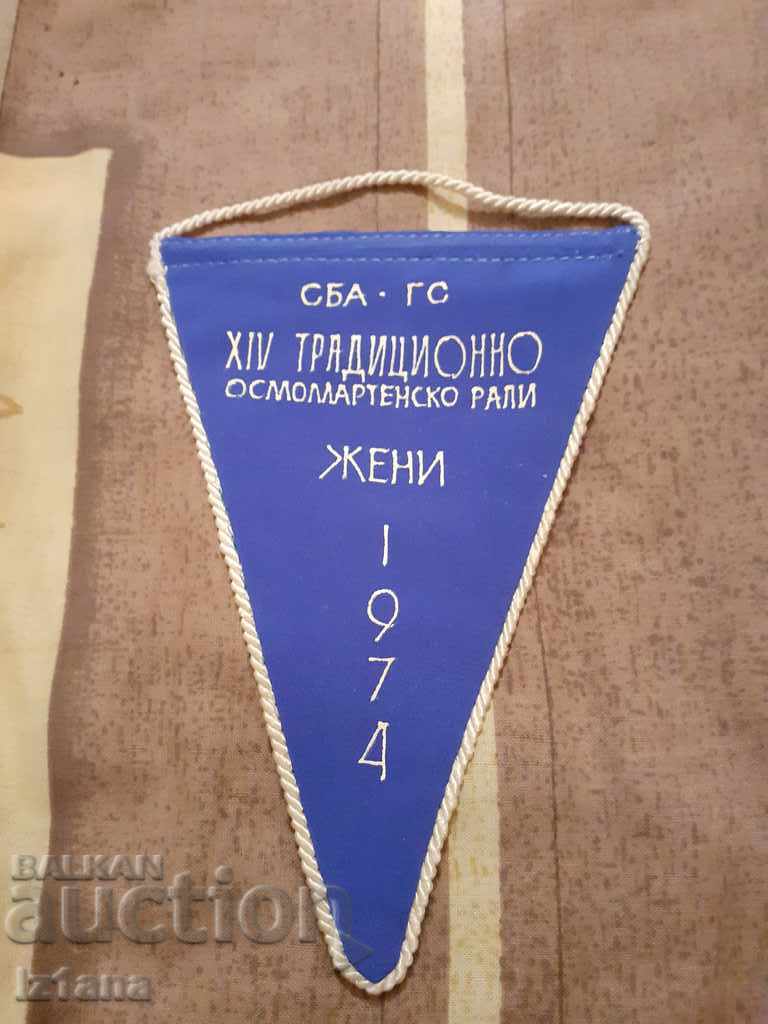 СБА · ГС
XIV ТРАДИЦИОННО
ОСМОМАРТЕНСКО РАЛИ
ЖЕНИ
1
9
7
4
BALKAN
auction
iz1ana